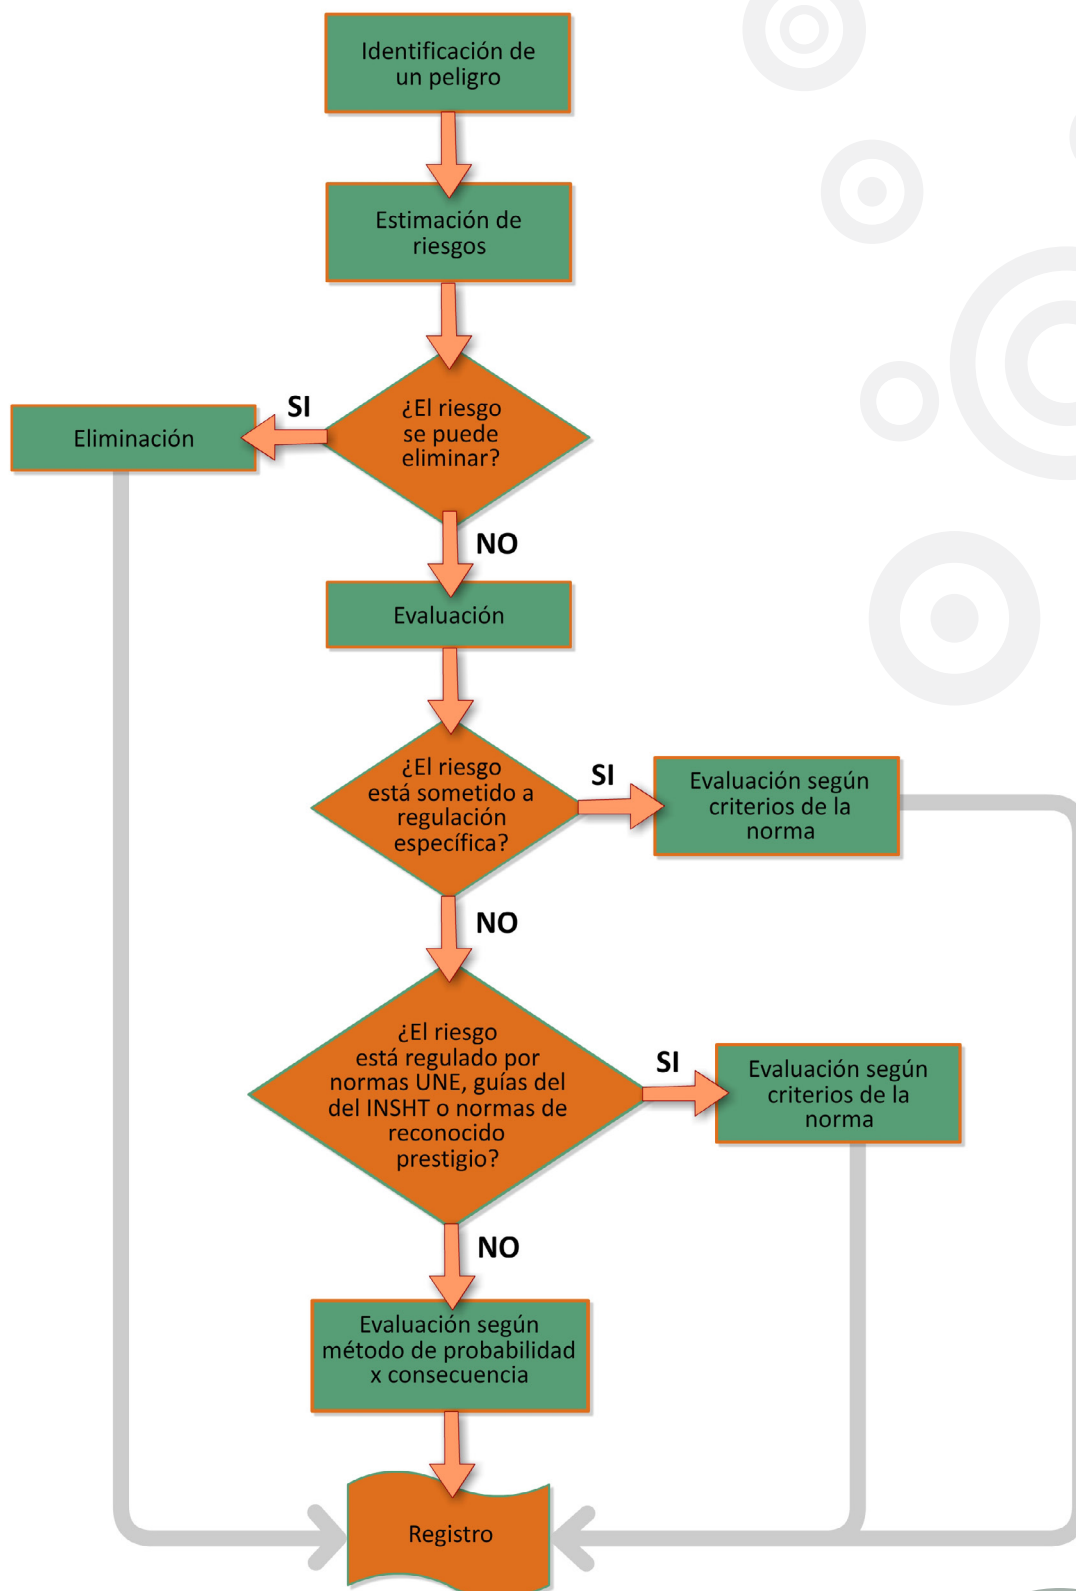 Identificación de
un peligro
Estimación de
riesgos
¿El riesgo
se puede
eliminar?
SI
Eliminación
NO
Evaluación
¿El riesgo
está sometido a
regulación
específica?
SI
Evaluación según
criterios de la
norma
NO
¿El riesgo
está regulado por
normas UNE, guías del
del INSHT o normas de
reconocido
prestigio?
SI
Evaluación según
criterios de la
norma
NO
Evaluación según
método de probabilidad
x consecuencia
Registro